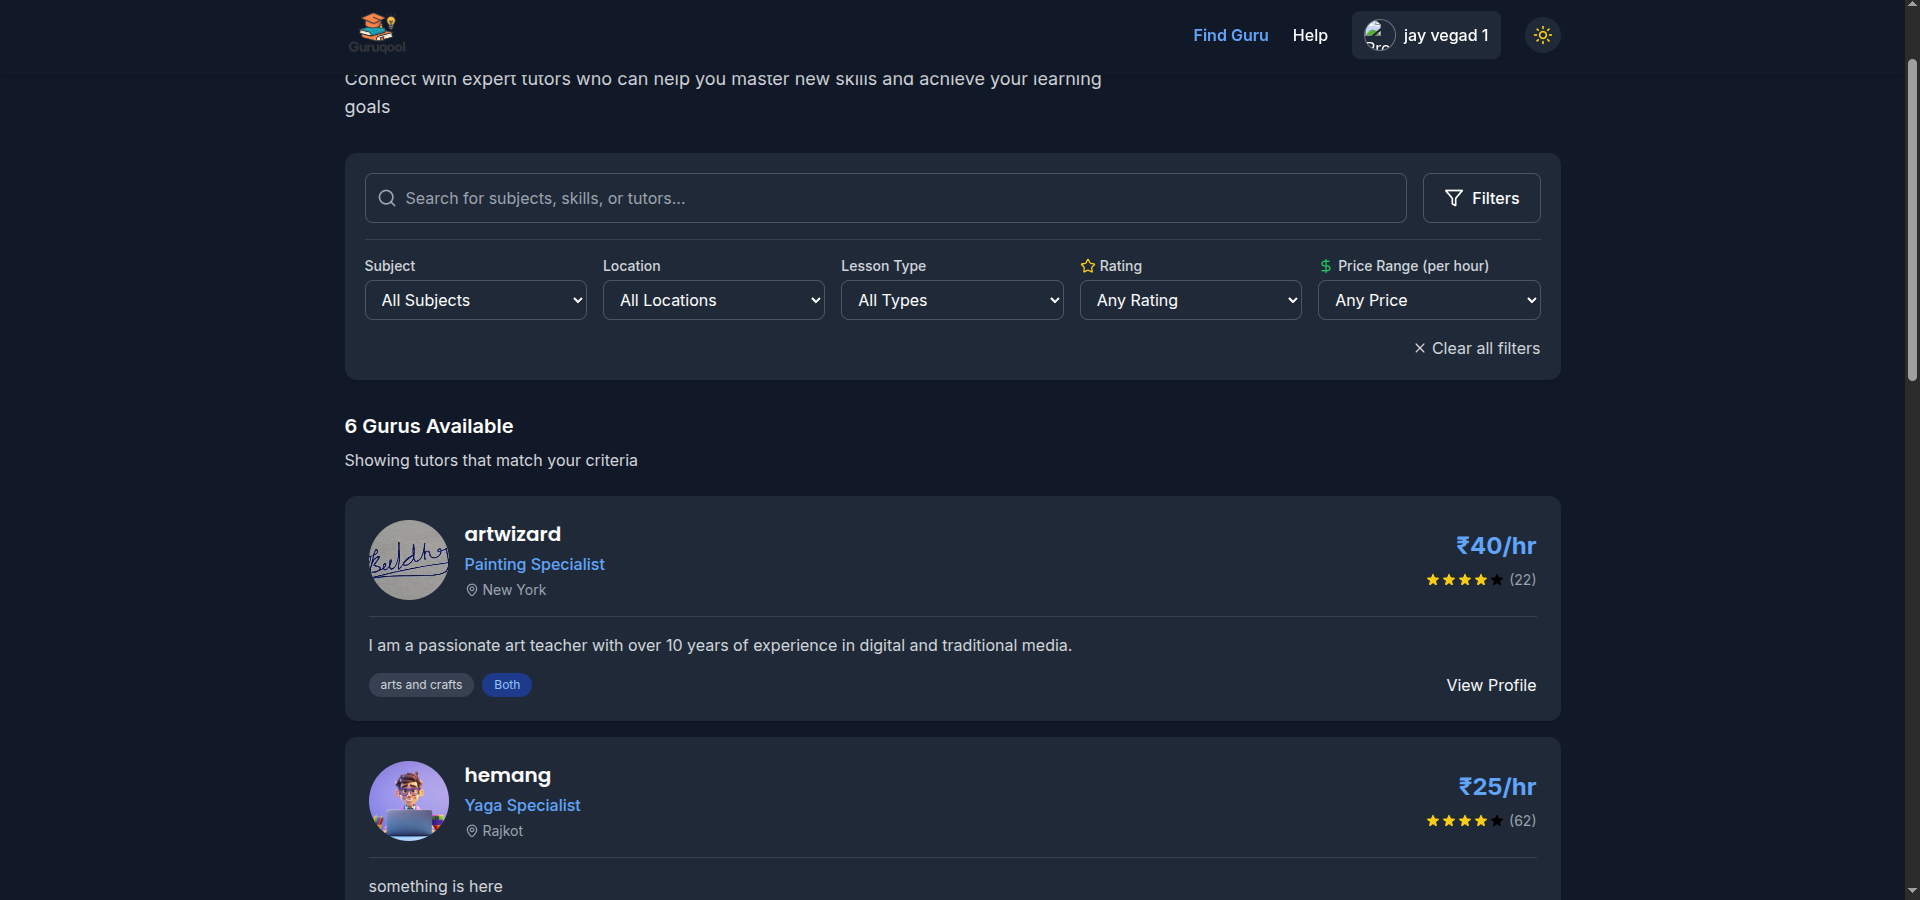 Guruqool
Find Guru
Help
jay vegad 1
Connect with expert tutors who can help you master new skills and achieve your learning
goals
Search for subjects, skills, or tutors...
Filters
Subject
Location
Lesson Type
Rating
$ Price Range (per hour)
All Subjects
All Locations
All Types
Any Rating
Any Price
Clear all filters
6 Gurus Available
Showing tutors that match your criteria
artwizard
Painting Specialist
New York
₹40/hr
(22)
I am a passionate art teacher with over 10 years of experience in digital and traditional media.
arts and crafts
Both
View Profile
hemang
Yaga Specialist
Rajkot
₹25/hr
(62)
something is here